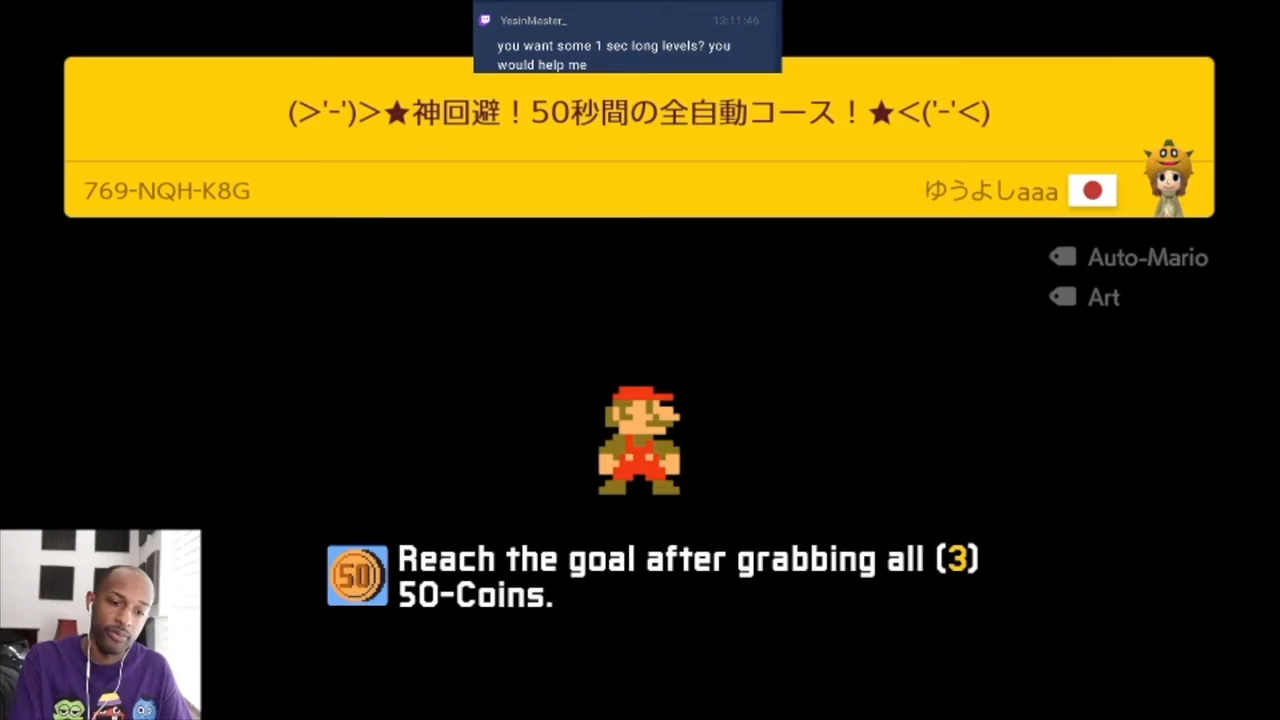 YesinMaster_ 13:11:46
you want some 1 sec long levels? you
would help me
(>'-')>★神回避！50秒間の全自動コース！★<('-'<)
769-NQH-K8G
ゆうよしaaa
Auto-Mario
Art
50
Reach the goal after grabbing all (3)
50-Coins.